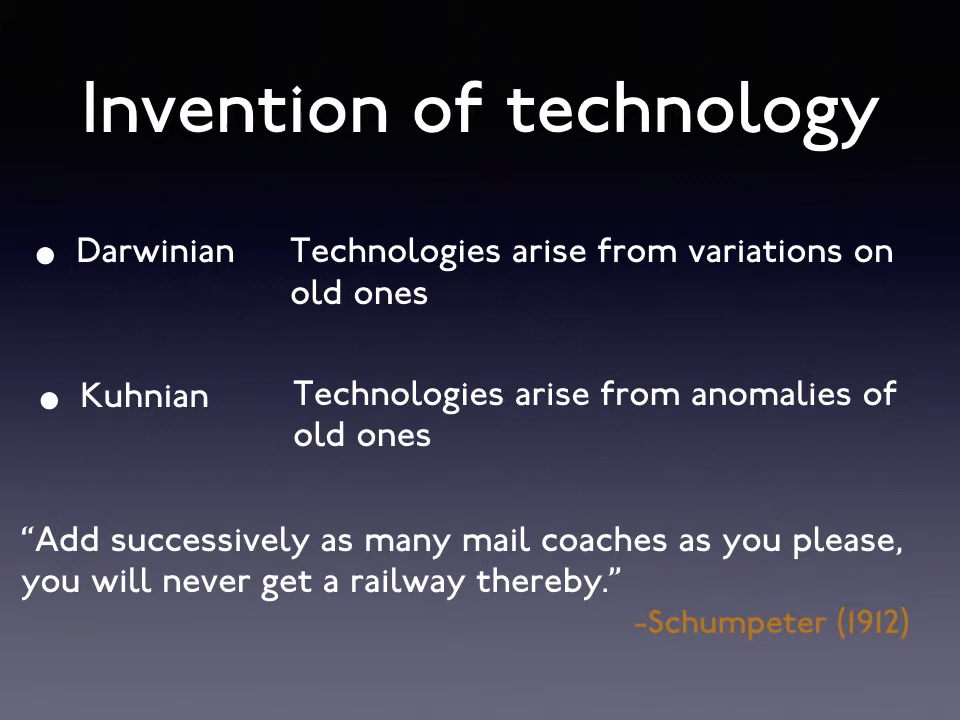 Invention of technology
• Darwinian Technologies arise from variations on
old ones
• Kuhnian Technologies arise from anomalies of
old ones
“Add successively as many mail coaches as you please,
you will never get a railway thereby.”
-Schumpeter (1912)